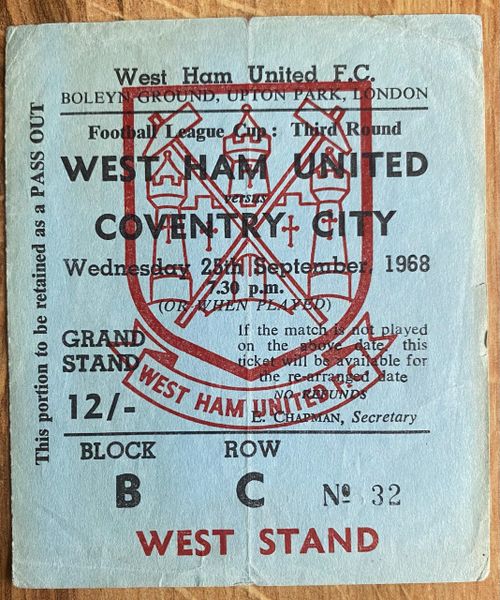 West Ham United F.C.
BOLEYN GROUND, UPTON PARK, LONDON
Football League Cup : Third Round
WEST HAM UNITED
versus
COVENTRY CITY
Wednesday 25th September, 1968
7.30 p.m.
(OR WHEN PLAYED)
GRAND
STAND
12/-
If the match is not played
on the above date, this
ticket will be available for
the re-arranged date
NO REFUNDS
E. CHAPMAN, Secretary
WEST HAM UNITED F.C.
BLOCK
B
ROW
C
Nº 32
WEST STAND
This portion to be retained as a PASS OUT